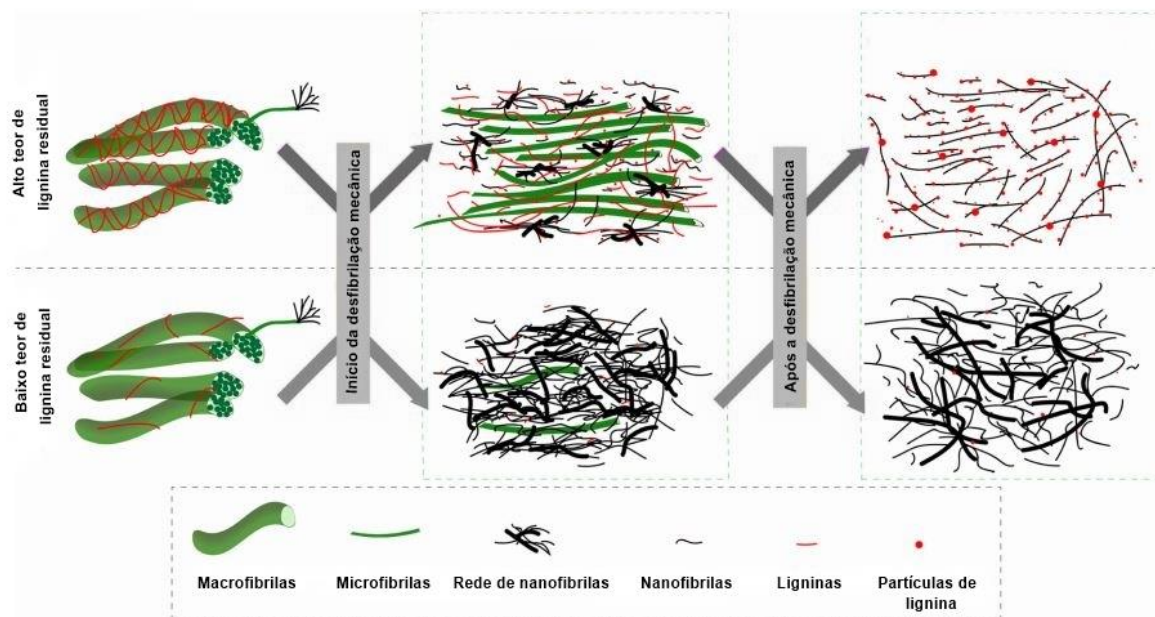 Alto teor de
lignina residual
Início da desfibrilação mecânica
Após a desfibrilação mecânica
Baixo teor de
lignina residual
Macrofibrilas
Microfibrilas
Rede de nanofibrilas
Nanofibrilas
Ligninas
Partículas de
lignina